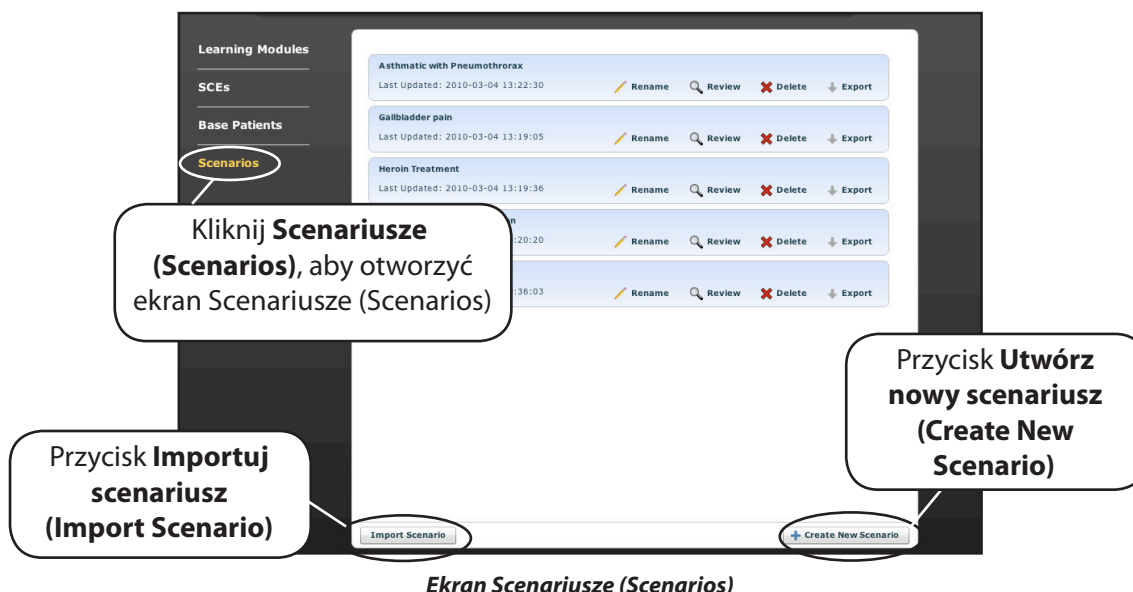 Learning Modules
SCEs
Base Patients
Scenarios
Asthmatic with Pneumothrorax
Last Updated: 2010-03-04 13:22:30 Rename Review Delete Export
Gallbladder pain
Last Updated: 2010-03-04 13:19:05 Rename Review Delete Export
Heroin Treatment
Last Updated: 2010-03-04 13:19:36 Rename Review Delete Export
:20:20 Rename Review Delete Export
:36:03 Rename Review Delete Export
Kliknij Scenariusze
(Scenarios), aby otworzyć
ekran Scenariusze (Scenarios)
Przycisk Utwórz
nowy scenariusz
(Create New
Scenario)
Przycisk Importuj
scenariusz
(Import Scenario)
Import Scenario
Create New Scenario
Ekran Scenariusze (Scenarios)